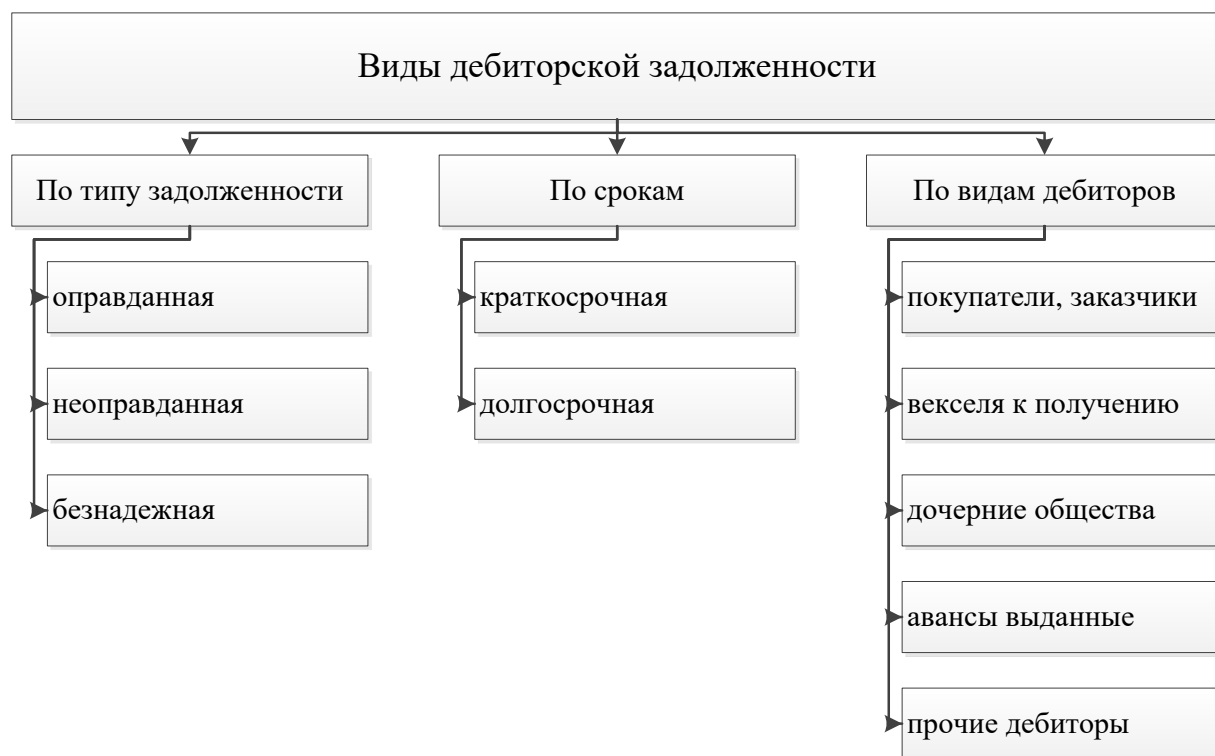 Виды дебиторской задолженности
По типу задолженности
оправданная
неоправданная
безнадежная
По срокам
краткосрочная
долгосрочная
По видам дебиторов
покупатели, заказчики
векселя к получению
дочерние общества
авансы выданные
прочие дебиторы